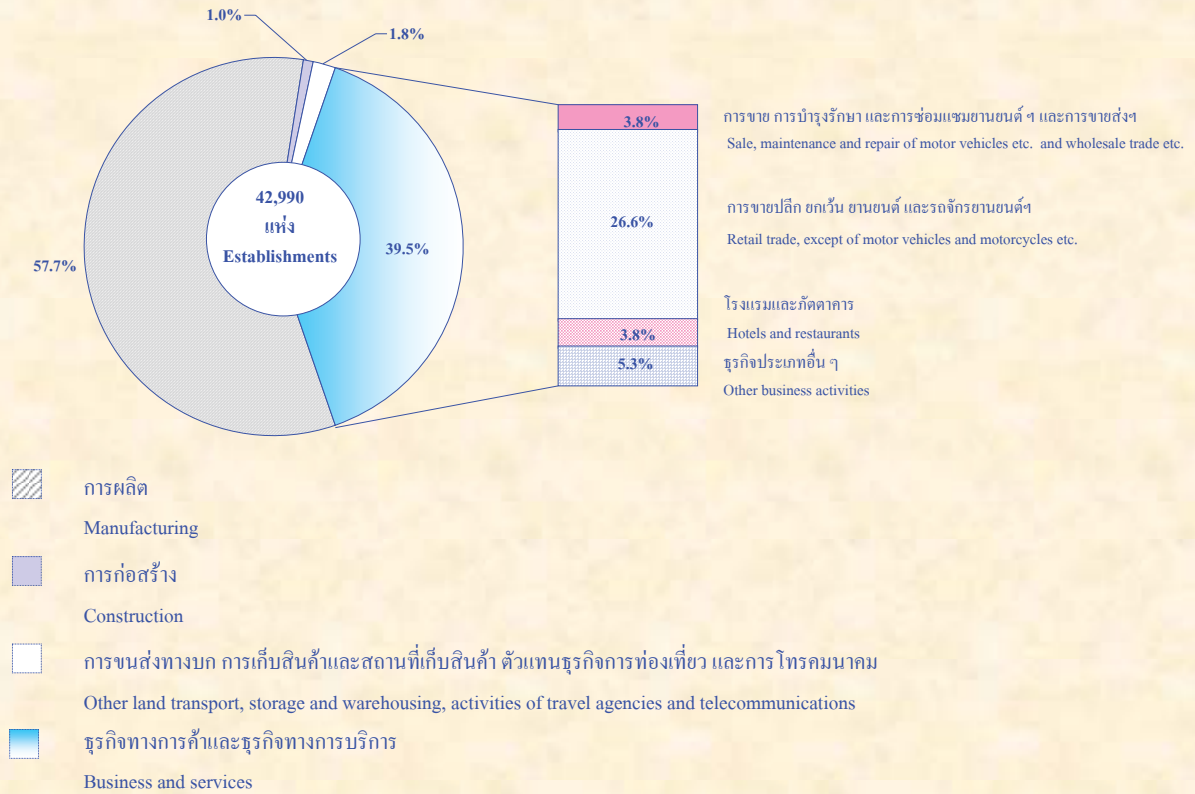 1.0%
1.8%
42,990
แห่ง
Establishments
57.7%
39.5%
3.8%
การขาย การบำรุงรักษา และการซ่อมแซมยานยนต์ ฯ และการขายส่งฯ
Sale, maintenance and repair of motor vehicles etc. and wholesale trade etc.
26.6%
การขายปลีก ยกเว้น ยานยนต์ และรถจักรยานยนต์ฯ
Retail trade, except of motor vehicles and motorcycles etc.
3.8%
โรงแรมและภัตตาคาร
Hotels and restaurants
5.3%
ธุรกิจประเภทอื่น ๆ
Other business activities
การผลิต
Manufacturing
การก่อสร้าง
Construction
การขนส่งทางบก การเก็บสินค้าและสถานที่เก็บสินค้า ตัวแทนธุรกิจการท่องเที่ยว และการโทรคมนาคม
Other land transport, storage and warehousing, activities of travel agencies and telecommunications
ธุรกิจทางการค้าและธุรกิจทางการบริการ
Business and services